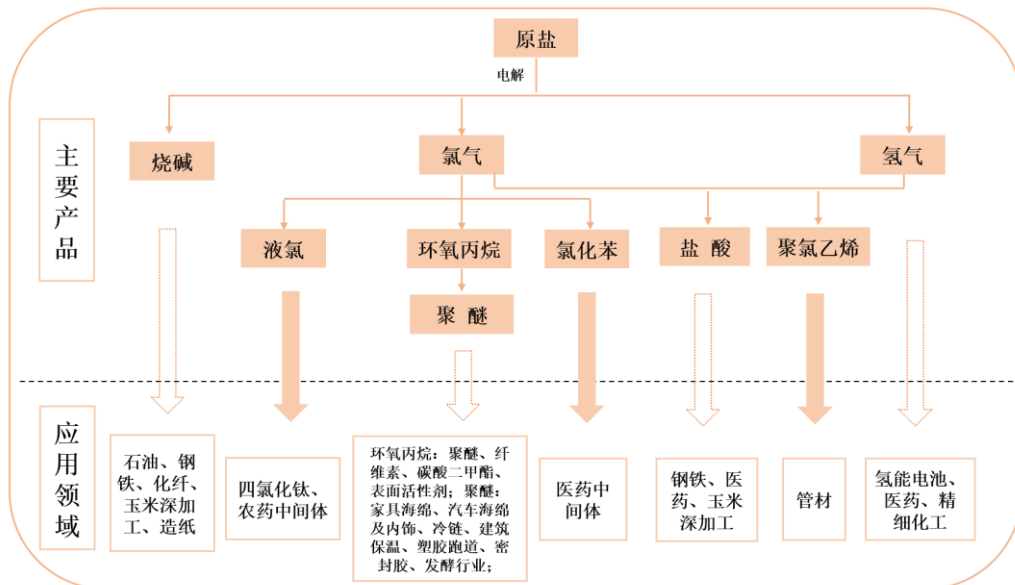 原盐
电解
主要产品
烧碱
氯气
氢气
液氯
环氧丙烷
氯化苯
盐 酸
聚氯乙烯
聚 醚
应用领域
石油、钢
铁、化纤、
玉米深加
工、造纸
四氯化钛、
农药中间体
环氧丙烷：聚醚、纤
维素、碳酸二甲酯、
表面活性剂；聚醚：
家具海绵、汽车海绵
及内饰、冷链、建筑
保温、塑胶跑道、密
封胶、发酵行业；
医药中
间体
钢铁、医
药、玉米
深加工
管材
氢能电池、
医药、精
细化工